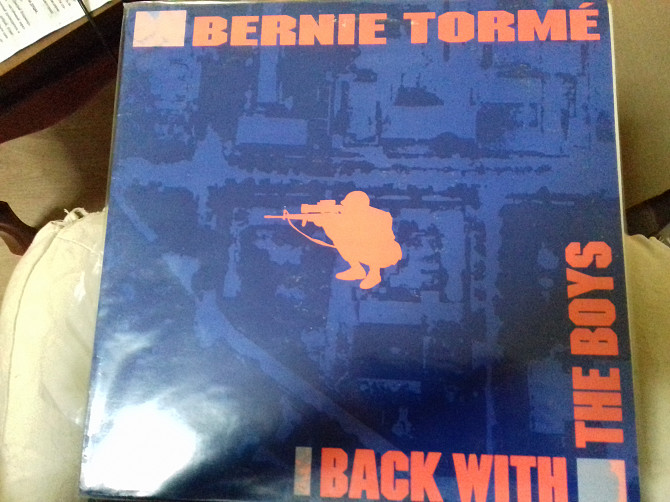 BERNIE TORMÉ
BACK WITH
THE BOYS